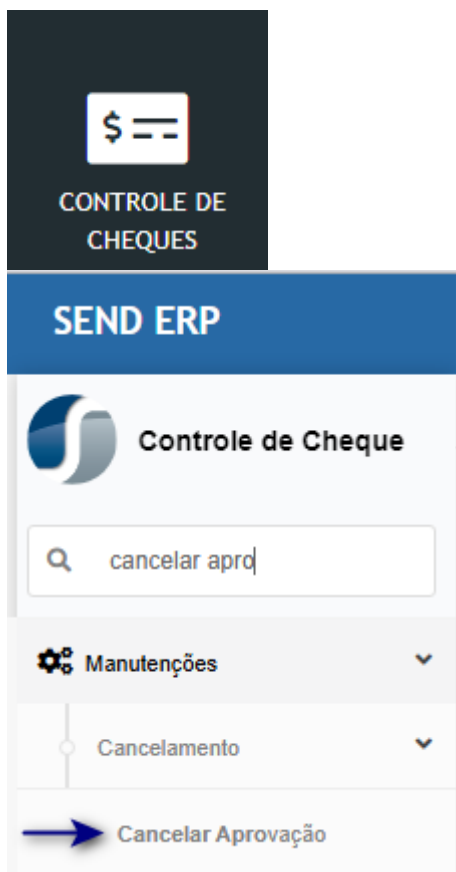 CONTROLE DE
CHEQUES
SEND ERP
Controle de Cheque
cancelar apro
Manutenções
Cancelamento
Cancelar Aprovação